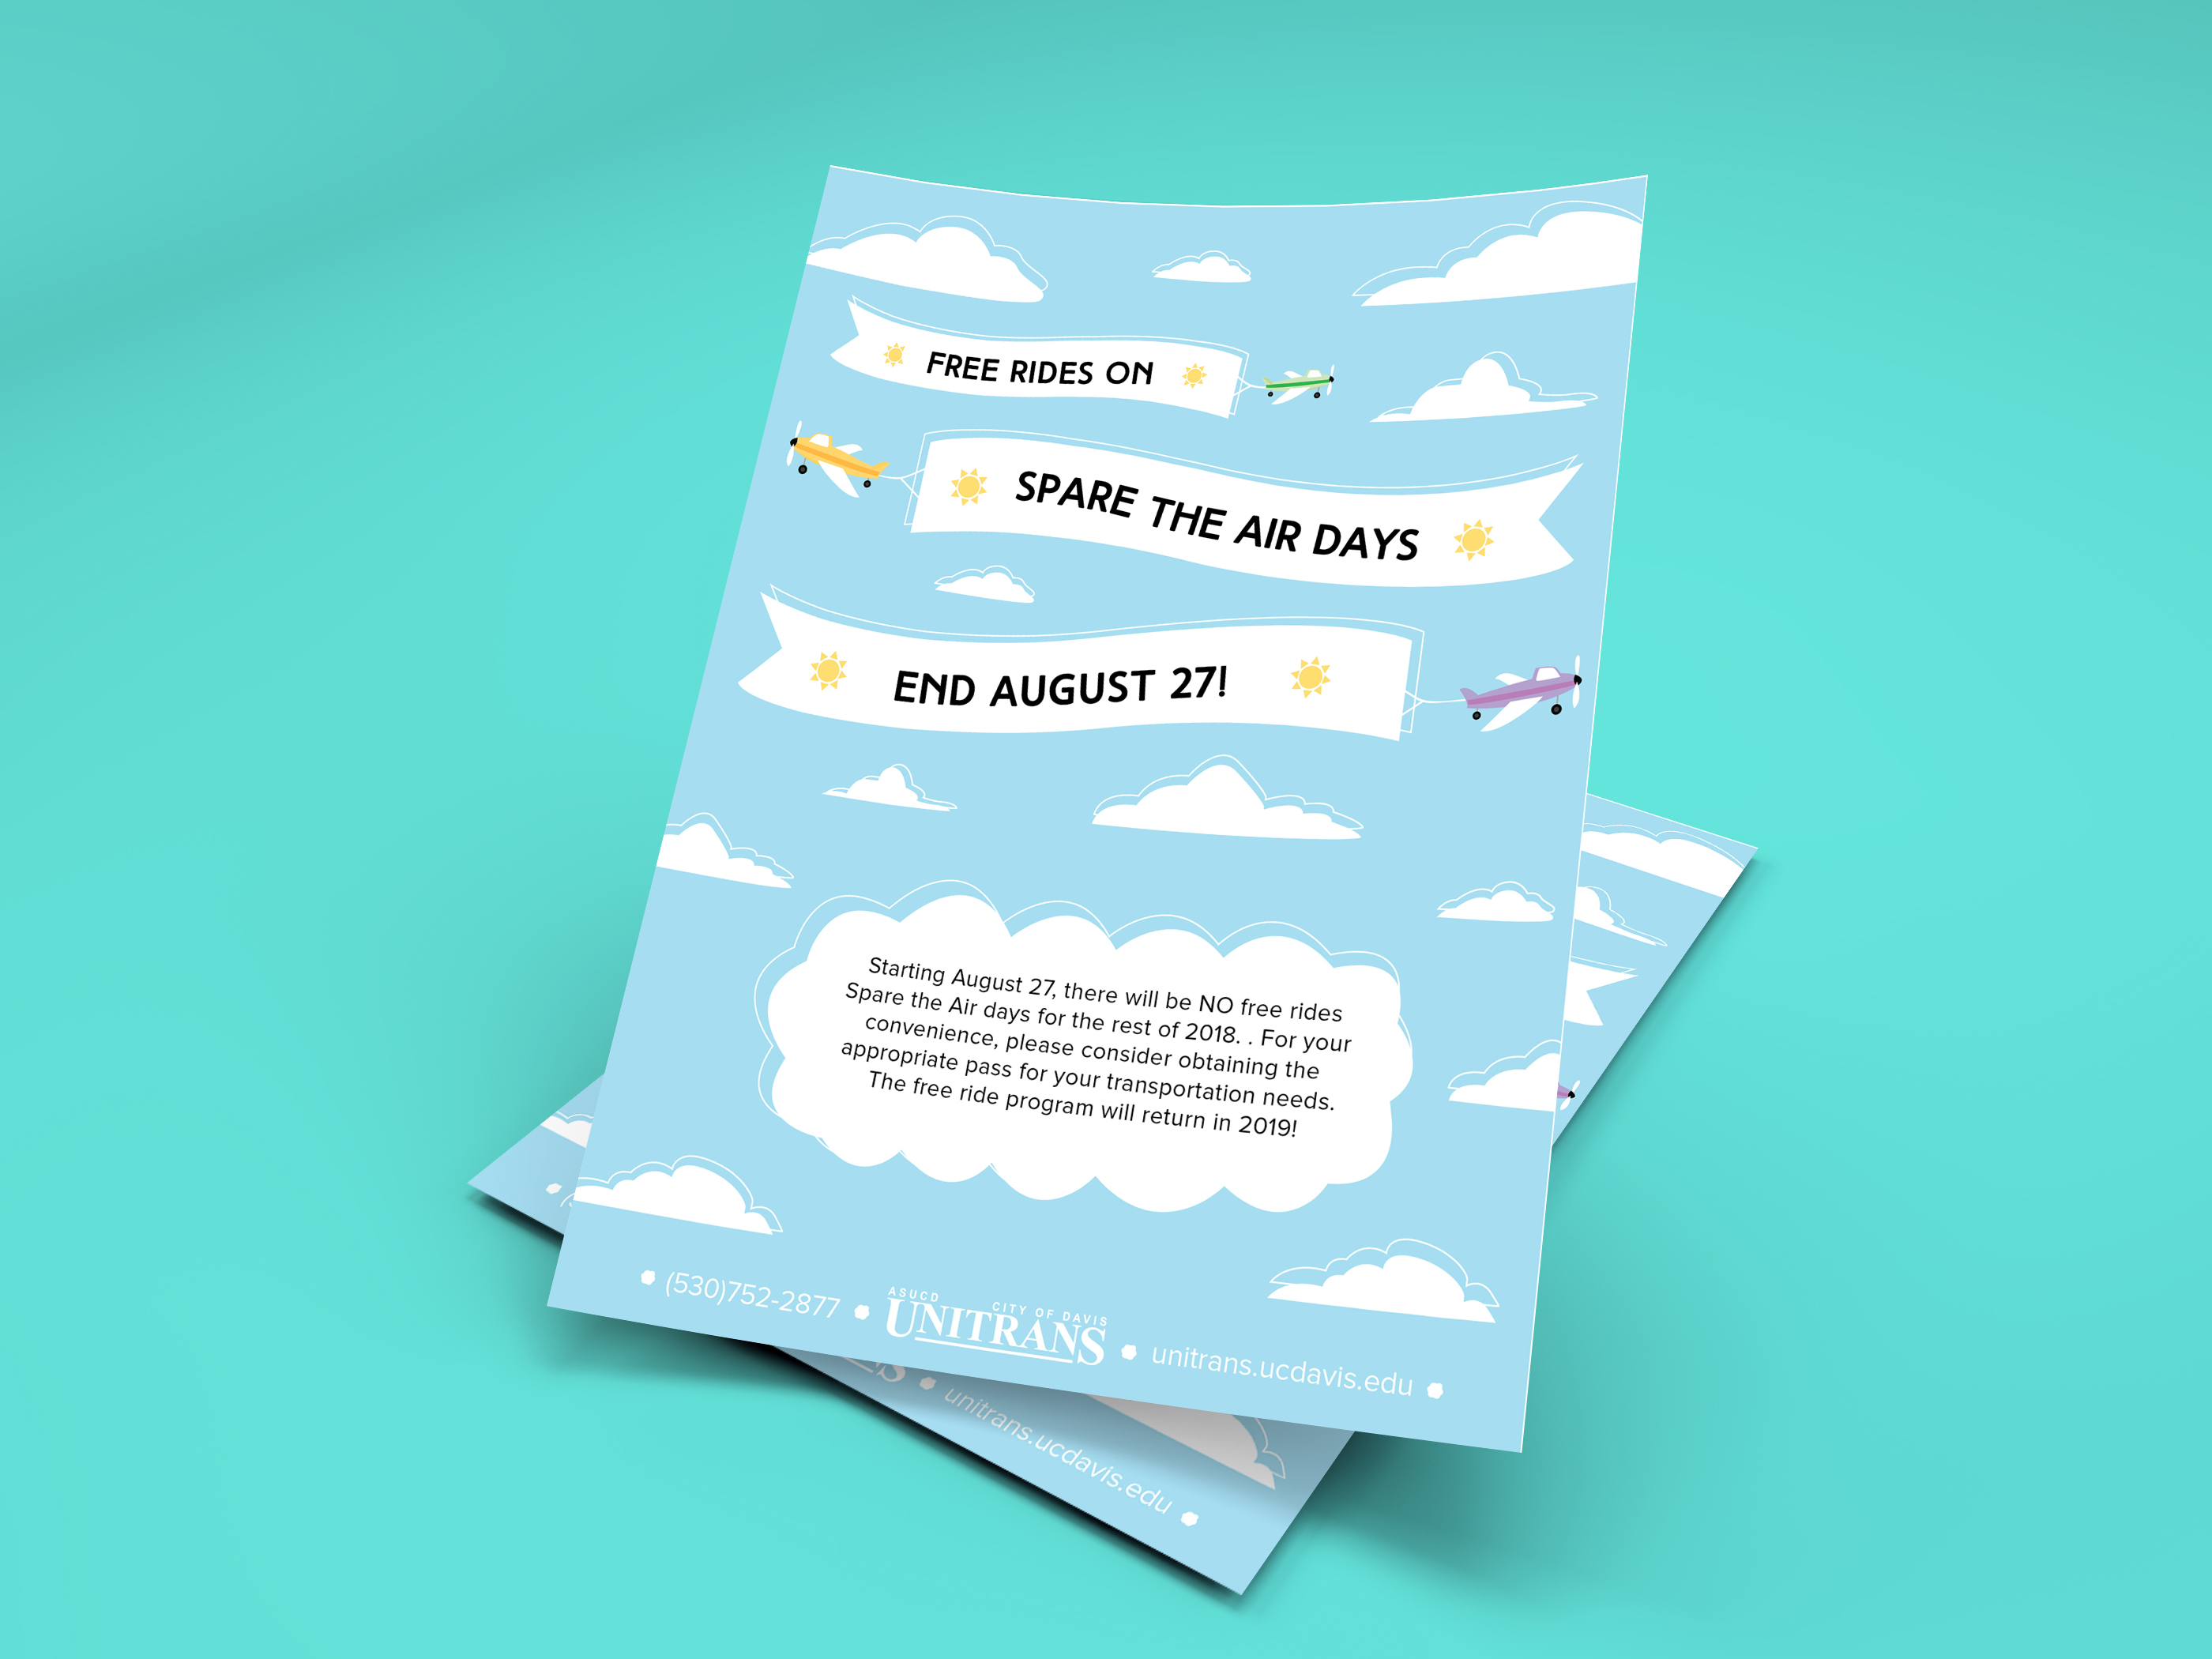 FREE RIDES ON
SPARE THE AIR DAYS
END AUGUST 27!
Starting August 27, there will be NO free rides
Spare the Air days for the rest of 2018. . For your
convenience, please consider obtaining the
appropriate pass for your transportation needs.
The free ride program will return in 2019!
(530)752-2877
ASUCD CITY OF DAVIS
UNITRANS
unitrans.ucdavis.edu
unitrans.ucdavis.edu